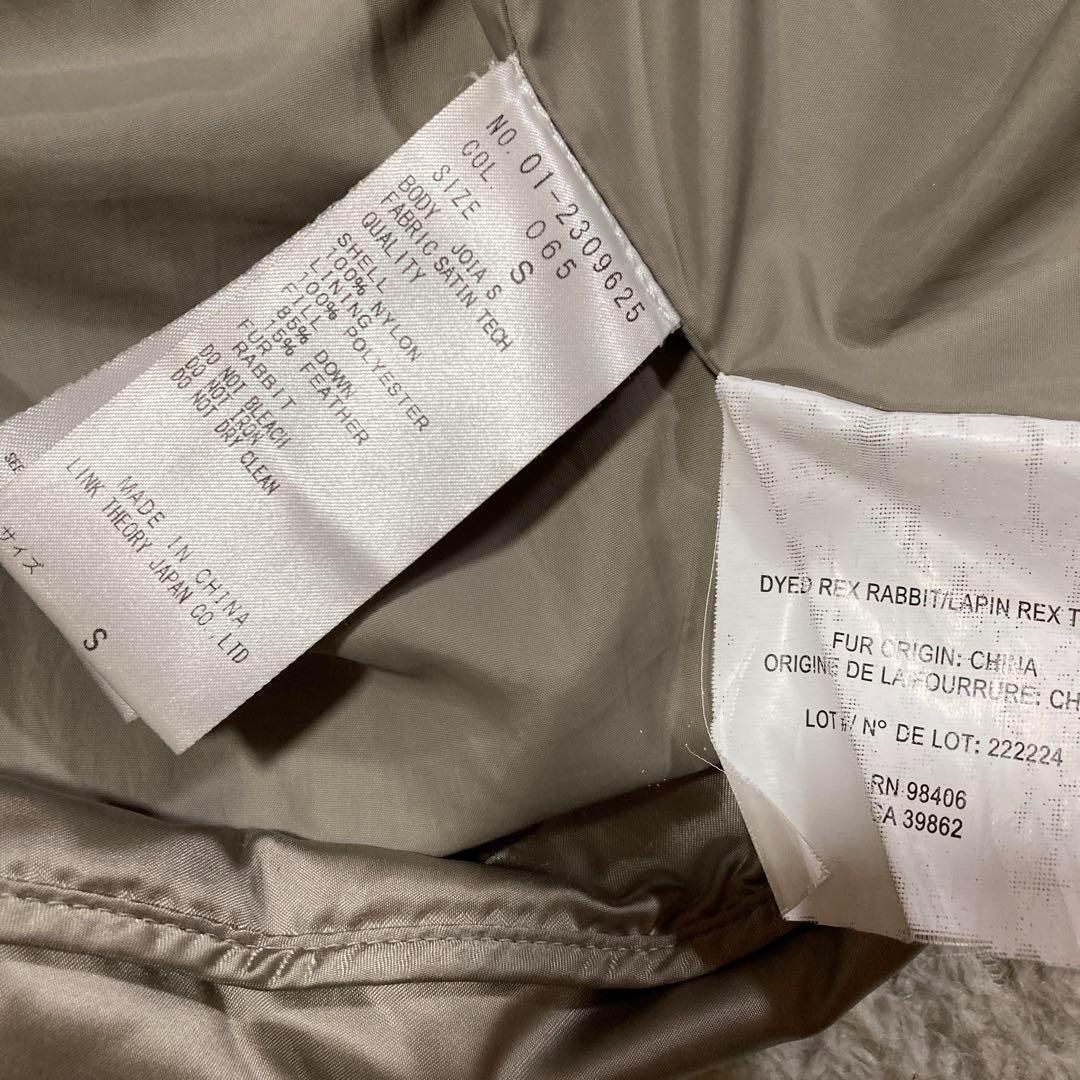 NO. 01-2309625
COL. 065
SIZE S
BODY JOTA S
FABRIC SATIN TECH
QUALITY
SHELL
100% NYLON
LINING
100% POLYESTER
FILL
85% DOWN
15% FEATHER
FUR
RABBIT
DO NOT BLEACH
DO NOT IRON
DO NOT DRY CLEAN
MADE IN CHINA
LINK THEORY JAPAN CO.,LTD
サイズ S
DYED REX RABBIT/LAPIN REX T
FUR ORIGIN: CHINA
ORIGINE DE LA FOURRURE: CH
LOT#/ N° DE LOT: 222224
RN 98406
CA 39862